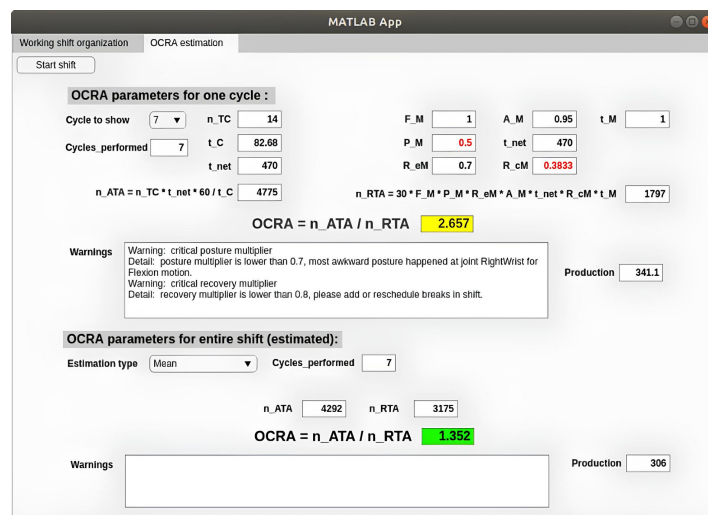 MATLAB App
Working shift organization OCRA estimation
Start shift
OCRA parameters for one cycle :
Cycle to show 7 n_TC 14 F_M 1 A_M 0.95 t_M 1
Cycles_performed 7 t_C 82.68 P_M 0.5 t_net 470
t_net 470 R_eM 0.7 R_cM 0.3833
n_ATA = n_TC * t_net * 60 / t_C 4775 n_RTA = 30 * F_M * P_M * R_eM * A_M * t_net * R_cM * t_M 1797
OCRA = n_ATA / n_RTA 2.657
Warnings
Warning: critical posture multiplier
Detail: posture multiplier is lower than 0.7, most awkward posture happened at joint RightWrist for
Flexion motion.
Warning: critical recovery multiplier
Detail: recovery multiplier is lower than 0.8, please add or reschedule breaks in shift.
Production 341.1
OCRA parameters for entire shift (estimated):
Estimation type Mean Cycles_performed 7
n_ATA 4292 n_RTA 3175
OCRA = n_ATA / n_RTA 1.352
Warnings Production 306